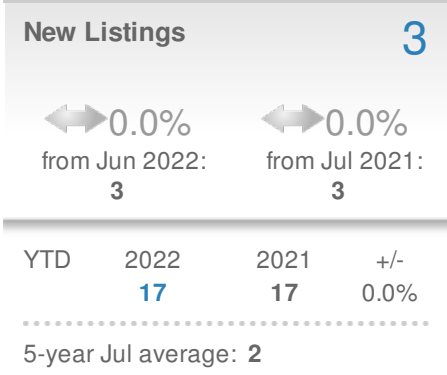 New Listings 3
0.0% 0.0%
from Jun 2022: from Jul 2021:
3 3
YTD 2022 2021 +/-
17 17 0.0%
5-year Jul average: 2